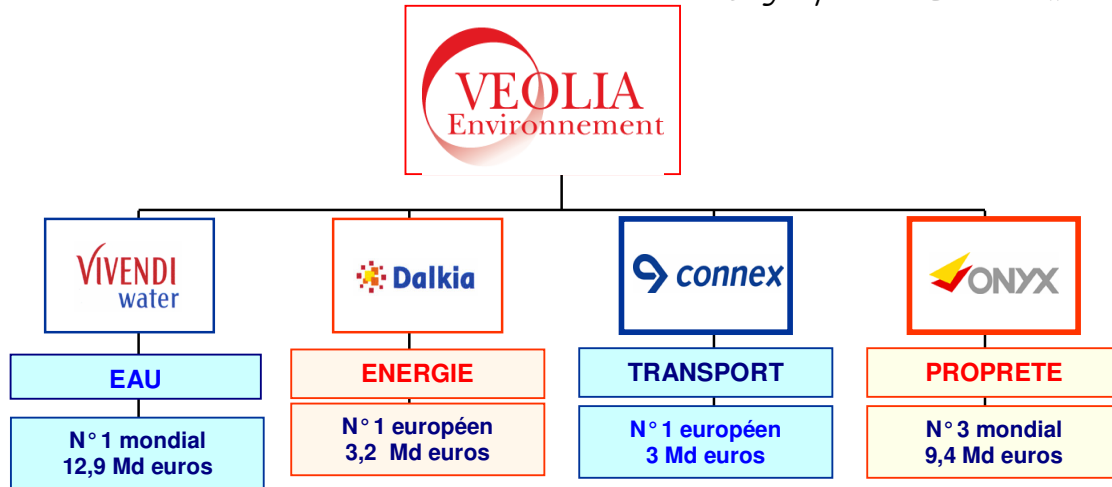 VEOLIA
Environnement
VIVENDI
water
Dalkia
connex
ONYX
EAU
ENERGIE
TRANSPORT
PROPRETE
N° 1 mondial
12,9 Md euros
N° 1 européen
3,2 Md euros
N° 1 européen
3 Md euros
N° 3 mondial
9,4 Md euros